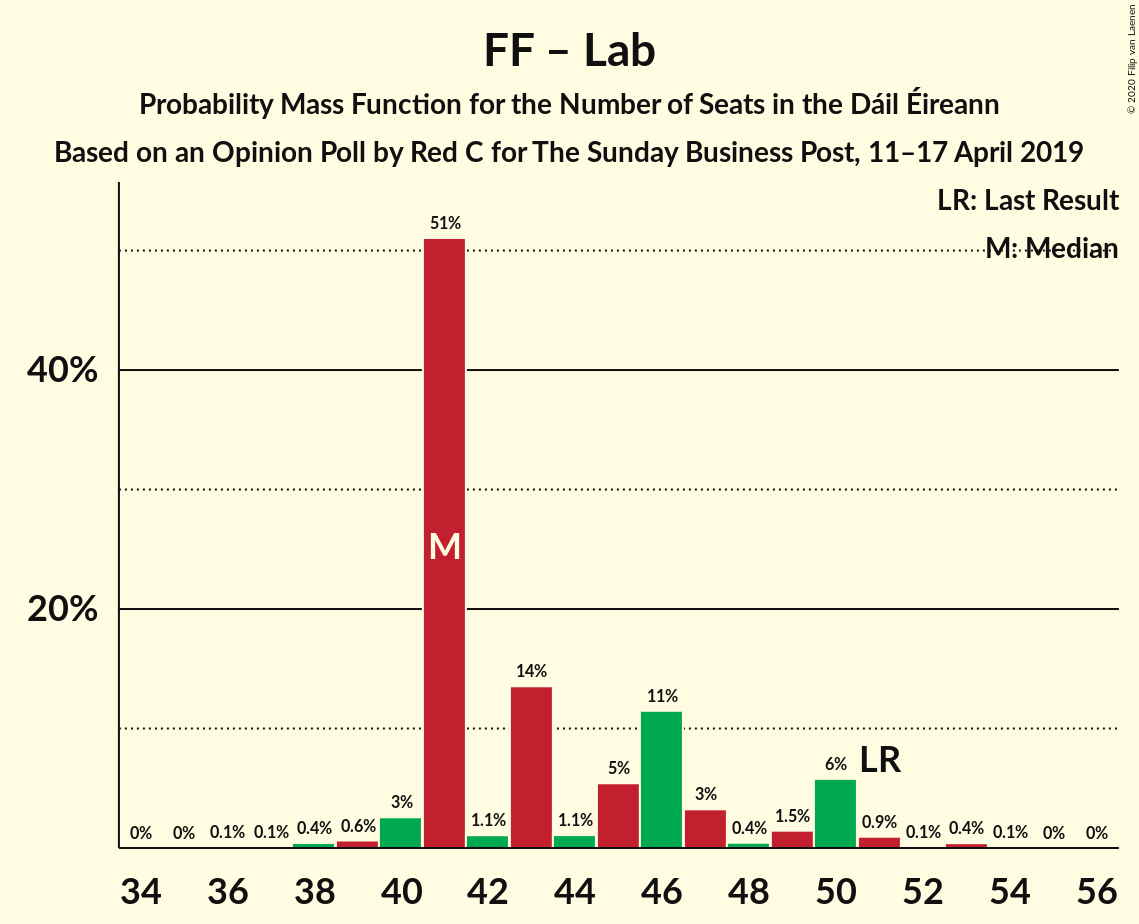 FF – Lab
Probability Mass Function for the Number of Seats in the Dáil Éireann
Based on an Opinion Poll by Red C for The Sunday Business Post, 11–17 April 2019
© 2020 Filip van Laenen
LR: Last Result
M: Median
40%
20%
0% 0% 0.1% 0.1% 0.4% 0.6% 3% 51% 1.1% 14% 1.1% 5% 11% 3% 0.4% 1.5% 6% 0.9% 0.1% 0.4% 0.1% 0% 0%
M
LR
34 36 38 40 42 44 46 48 50 52 54 56